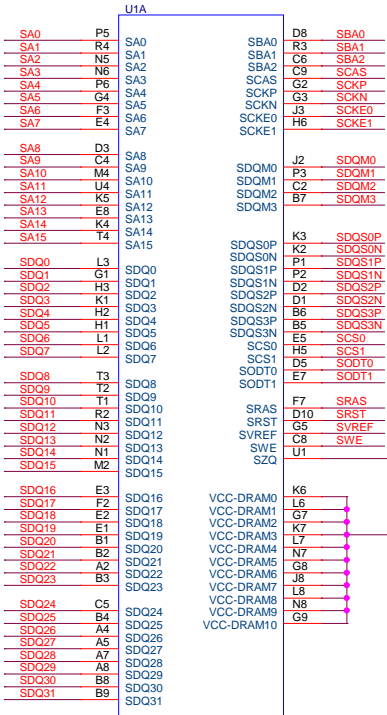 U1A
SA0 P5 SA0 SBA0 D8 SBA0
SA1 R4 SA1 SBA1 R3 SBA1
SA2 N5 SA2 SBA2 C6 SBA2
SA3 N6 SA3 SCAS C9 SCAS
SA4 P6 SA4 SCKP G2 SCKP
SA5 G4 SA5 SCKN G3 SCKN
SA6 F3 SA6 SCKE0 J3 SCKE0
SA7 E4 SA7 SCKE1 H6 SCKE1
SA8 D3 SA8
SA9 C4 SA9 SDQM0 J2 SDQM0
SA10 M4 SA10 SDQM1 P3 SDQM1
SA11 U4 SA11 SDQM2 C2 SDQM2
SA12 K5 SA12 SDQM3 B7 SDQM3
SA13 E8 SA13
SA14 K4 SA14
SA15 T4 SA15 SDQS0P K3 SDQS0P
SDQS0N K2 SDQS0N
SDQ0 L3 SDQ0 SDQS1P P1 SDQS1P
SDQ1 G1 SDQ1 SDQS1N P2 SDQS1N
SDQ2 H3 SDQ2 SDQS2P D2 SDQS2P
SDQ3 K1 SDQ3 SDQS2N D1 SDQS2N
SDQ4 H2 SDQ4 SDQS3P B6 SDQS3P
SDQ5 H1 SDQ5 SDQS3N B5 SDQS3N
SDQ6 L1 SDQ6 SCS0 E5 SCS0
SDQ7 L2 SDQ7 SCS1 H5 SCS1
SODT0 D5 SODT0
SDQ8 T3 SDQ8 SODT1 E7 SODT1
SDQ9 T2 SDQ9
SDQ10 T1 SDQ10 SRAS F7 SRAS
SDQ11 R2 SDQ11 SRST D10 SRST
SDQ12 N3 SDQ12 SVREF G5 SVREF
SDQ13 N2 SDQ13 SWE C8 SWE
SDQ14 N1 SDQ14 SZQ U1
SDQ15 M2 SDQ15
SDQ16 E3 SDQ16 VCC-DRAM0 K6
SDQ17 F2 SDQ17 VCC-DRAM1 L6
SDQ18 E2 SDQ18 VCC-DRAM2 G7
SDQ19 E1 SDQ19 VCC-DRAM3 K7
SDQ20 B1 SDQ20 VCC-DRAM4 L7
SDQ21 B2 SDQ21 VCC-DRAM5 N7
SDQ22 A2 SDQ22 VCC-DRAM6 G8
SDQ23 B3 SDQ23 VCC-DRAM7 J8
VCC-DRAM8 L8
SDQ24 C5 SDQ24 VCC-DRAM9 N8
SDQ25 B4 SDQ25 VCC-DRAM10 G9
SDQ26 A4 SDQ26
SDQ27 A5 SDQ27
SDQ28 A7 SDQ28
SDQ29 A8 SDQ29
SDQ30 B8 SDQ30
SDQ31 B9 SDQ31